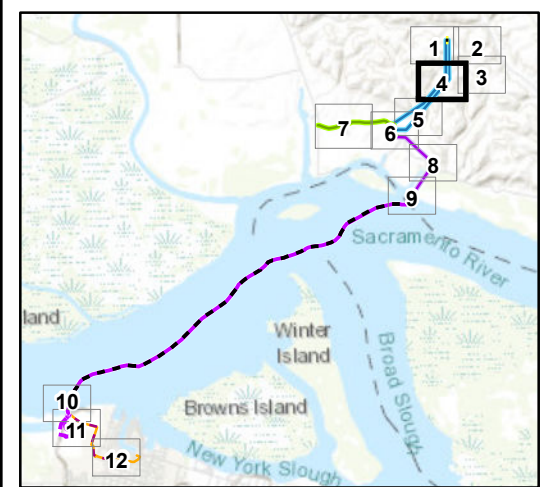 1 2
4 3
5
7 6
8
9
Sacramento River
land
Winter
Island
Broad Slough
10
Browns Island
11
12
New York Slough